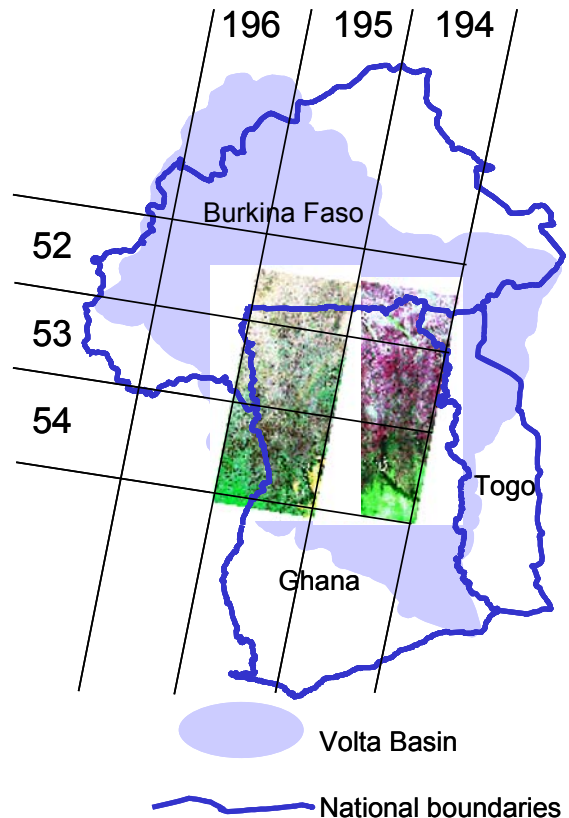 196 195 194
Burkina Faso
52
53
54
Togo
Ghana
Volta Basin
National boundaries